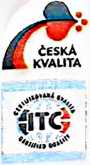 ČESKÁ
KVALITA
CERTIFIKOVANÁ KVALITA
ITC
CERTIFIED QUALITY